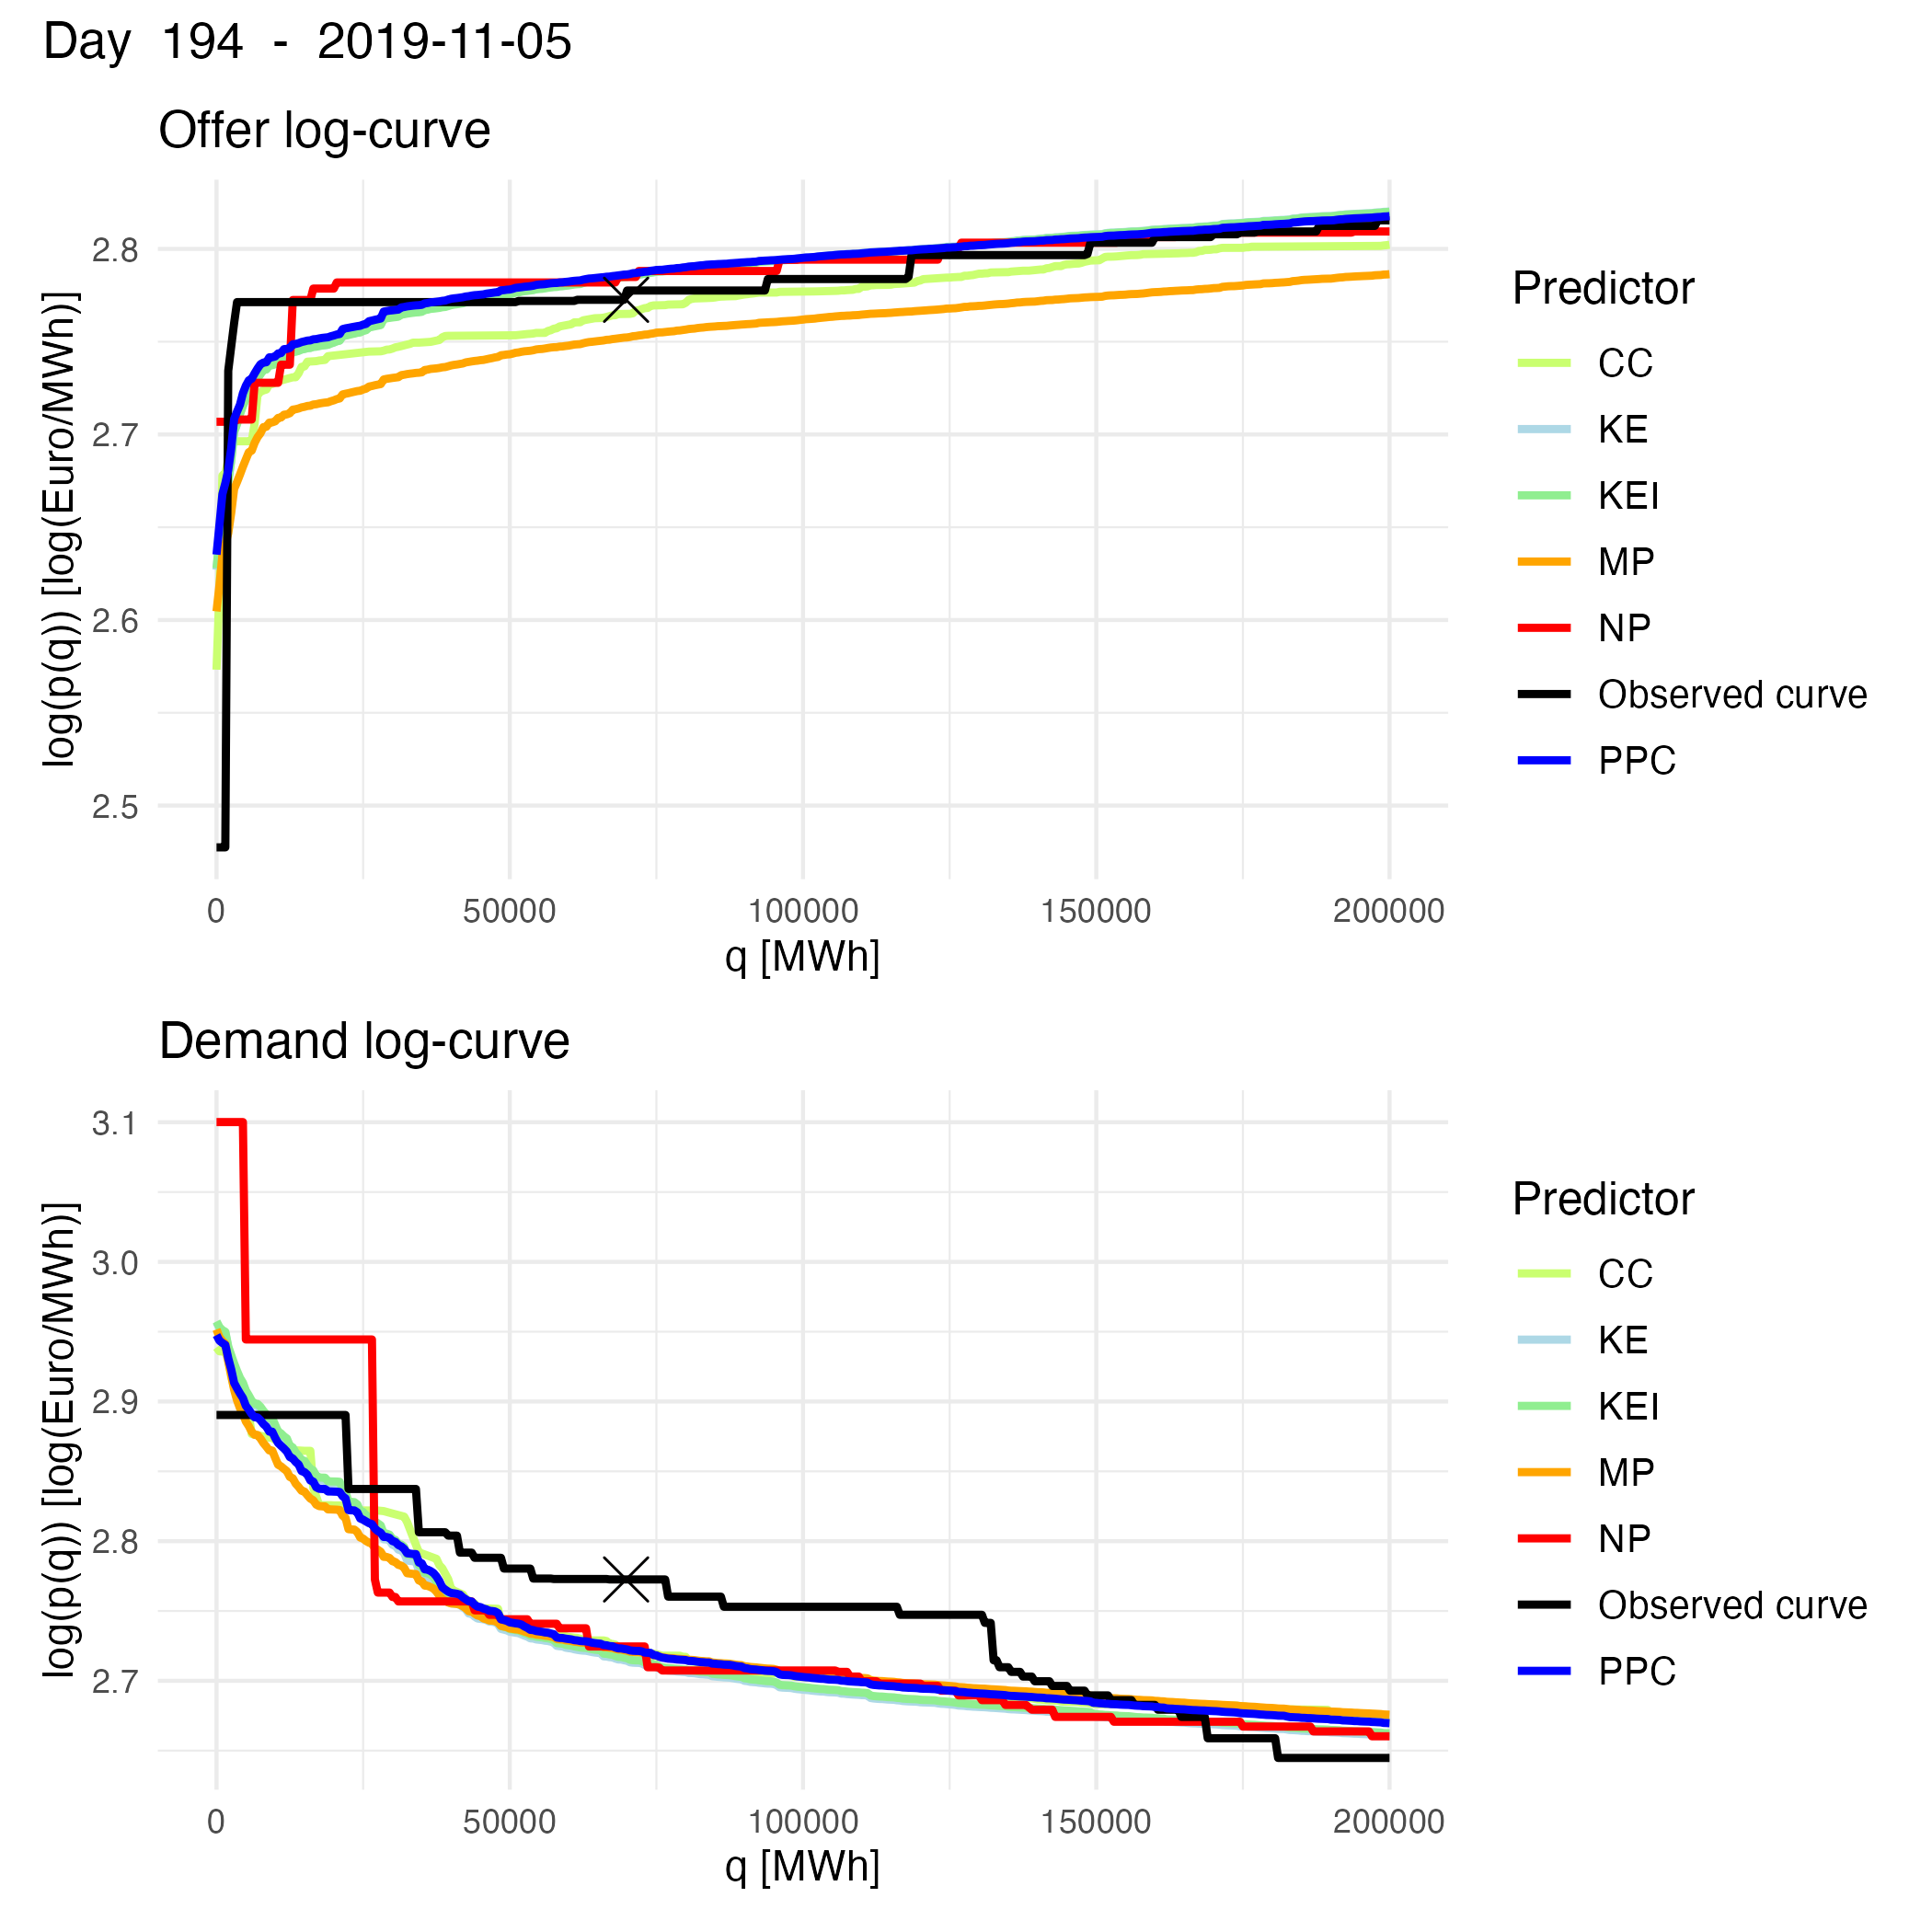 Day 194 - 2019-11-05
Offer log-curve
log(p(q)) [log(Euro/MWh)]
2.8
2.7
2.6
2.5
0 50000 100000 150000 200000
q [MWh]
Predictor
CC
KE
KEI
MP
NP
Observed curve
PPC
Demand log-curve
log(p(q)) [log(Euro/MWh)]
3.1
3.0
2.9
2.8
2.7
0 50000 100000 150000 200000
q [MWh]
Predictor
CC
KE
KEI
MP
NP
Observed curve
PPC